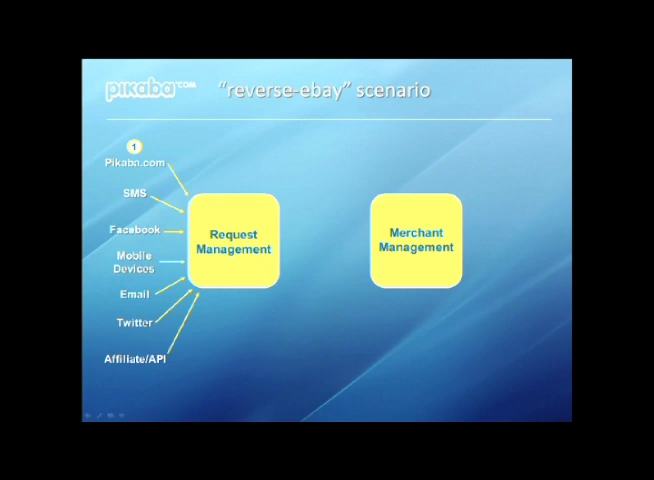 pikaba.com
"reverse-ebay" scenario
1
Pikaba.com
SMS
Facebook
Mobile
Devices
Email
Twitter
Affiliate/API
Request
Management
Merchant
Management